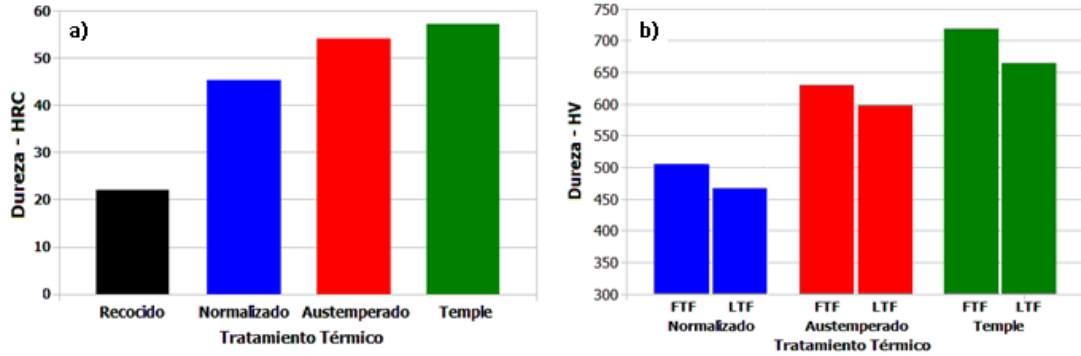 a)
Dureza - HRC
60
50
40
30
20
10
0
Recocido Normalizado Austemperado Temple
Tratamiento Térmico
b)
Dureza - HV
750
700
650
600
550
500
450
400
350
300
FTF LTF FTF LTF FTF LTF
Normalizado Austemperado Temple
Tratamiento Térmico